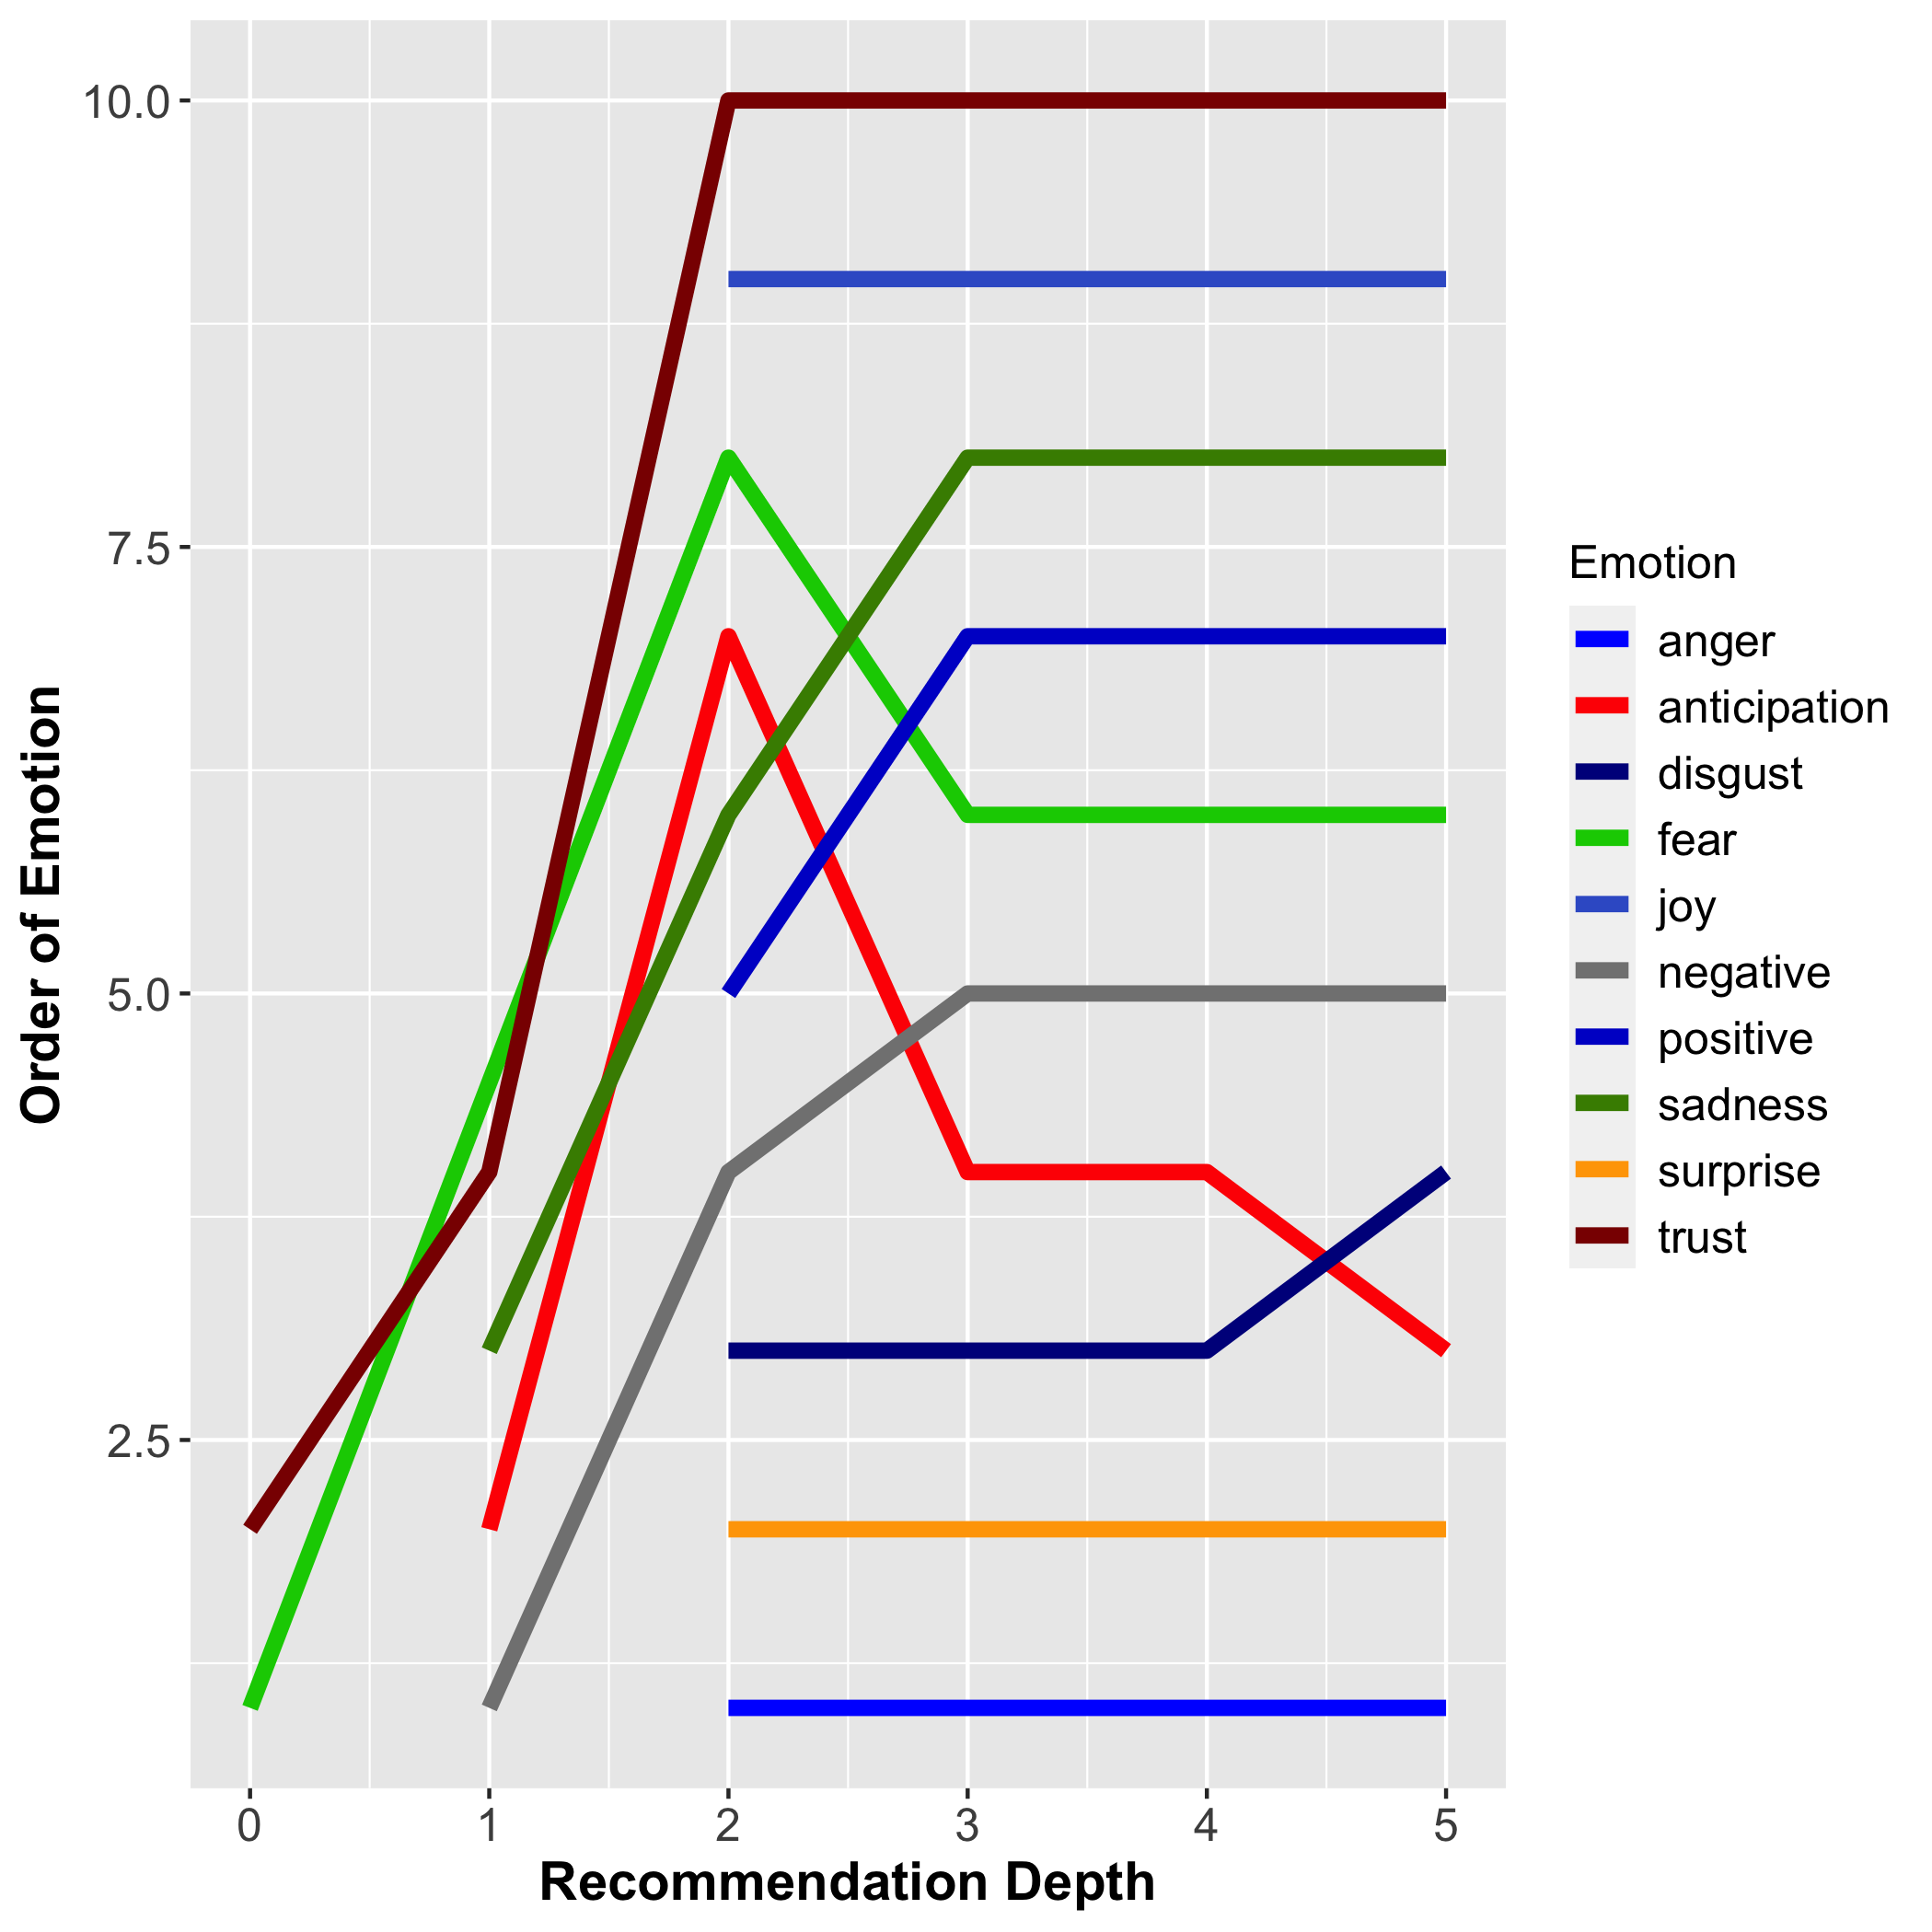 10.0
7.5
5.0
2.5
Order of Emotion
0 1 2 3 4 5
Recommendation Depth
Emotion
anger
anticipation
disgust
fear
joy
negative
positive
sadness
surprise
trust